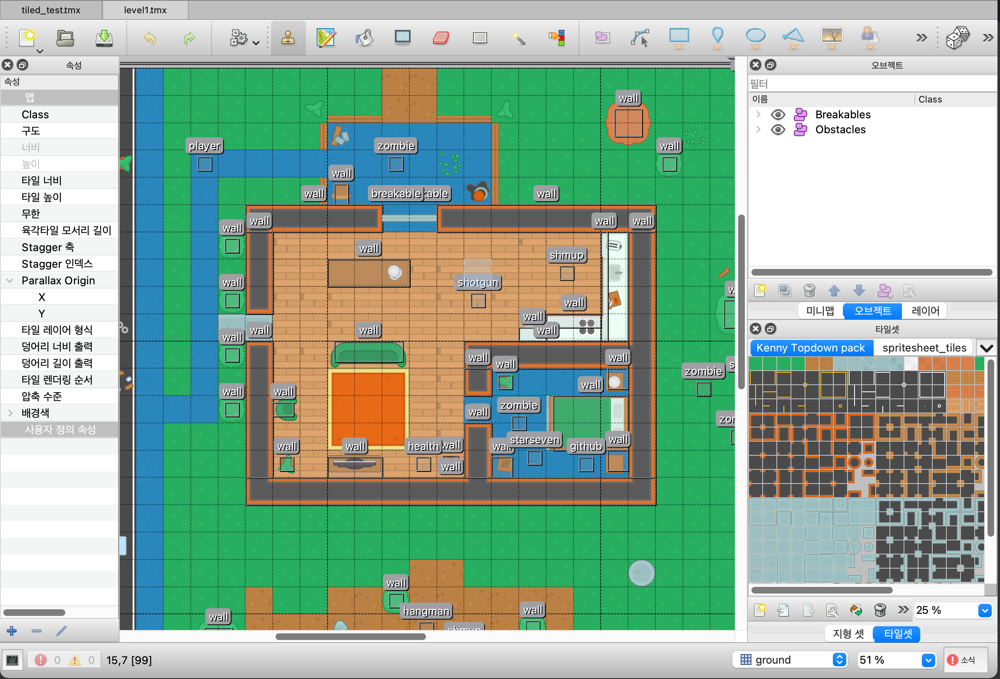 tiled_test.tmx
level1.tmx
속성
속성
맵
Class
구도
너비
높이
타일 너비
타일 높이
무한
육각타일 모서리 길이
Stagger 축
Stagger 인덱스
Parallax Origin
X
Y
타일 레이어 형식
덩어리 너비 출력
덩어리 길이 출력
타일 렌더링 순서
압축 수준
배경색
사용자 정의 속성
wall
player
zombie
wall
wall
wall
breakable
kable
wall
wall
wall
wall
wall
wall
wall
shmup
wall
shotgun
wall
wall
wall
wall
wall
wall
wall
wall
wall
wall
zombie
wall
wall
wall
zombie
wall
starseven
wall
wall
wall
health
wall
github
wall
wall
hangman
wall
wall
shmup
오브젝트
필터
이름
Class
Breakables
Obstacles
미니맵
오브젝트
레이어
타일셋
Kenny Topdown pack
spritesheet_tiles
25 %
지형 셋
타일셋
0
0
15,7 [99]
ground
51 %
소식